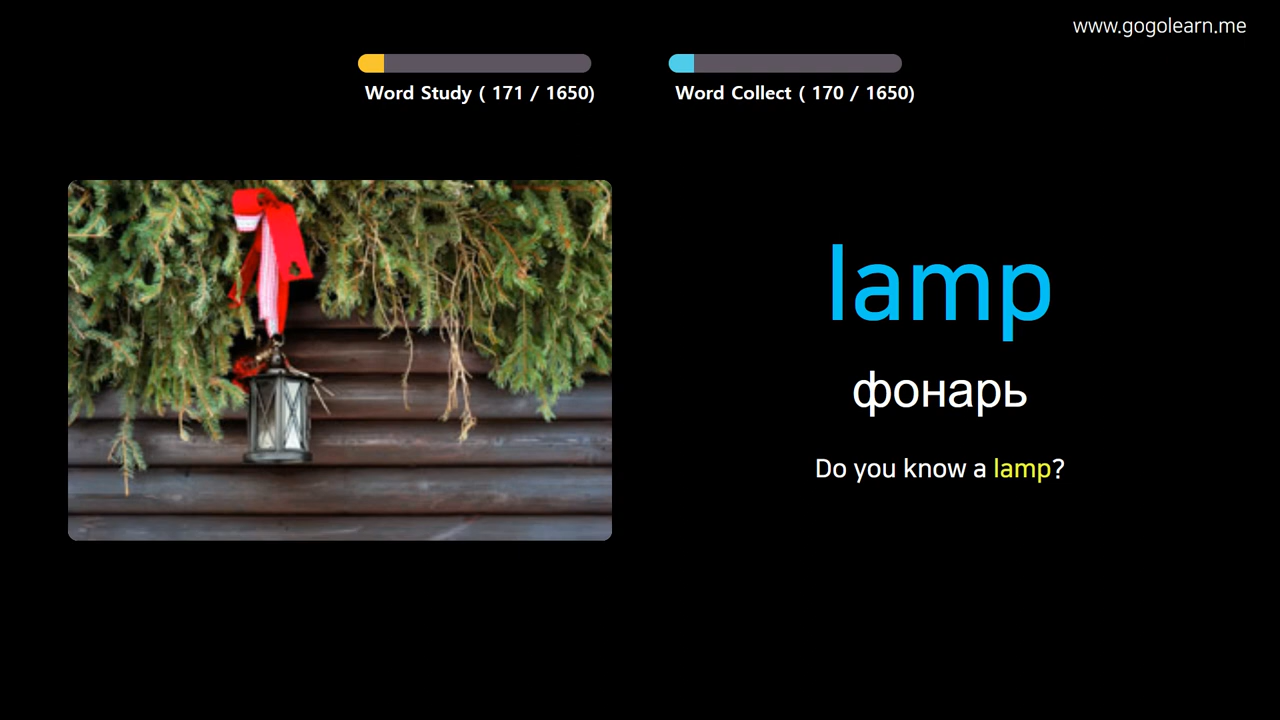 www.gogolearn.me
Word Study ( 171 / 1650)
Word Collect ( 170 / 1650)
lamp
фонарь
Do you know a lamp?